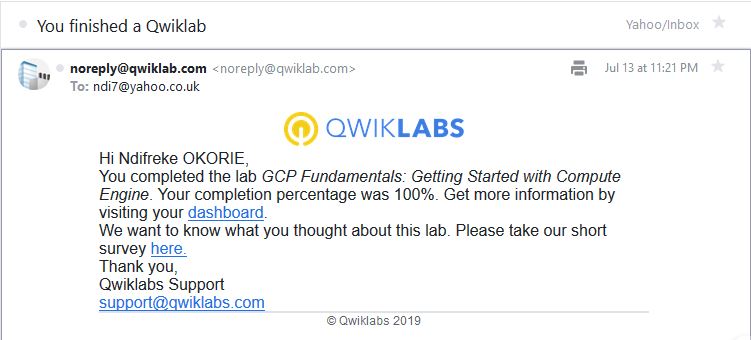 You finished a Qwiklab Yahoo/Inbox
noreply@qwiklab.com <noreply@qwiklab.com> Jul 13 at 11:21 PM
To: ndi7@yahoo.co.uk
QWIKLABS
Hi Ndifreke OKORIE,
You completed the lab GCP Fundamentals: Getting Started with Compute
Engine. Your completion percentage was 100%. Get more information by
visiting your dashboard.
We want to know what you thought about this lab. Please take our short
survey here.
Thank you,
Qwiklabs Support
support@qwiklabs.com
© Qwiklabs 2019